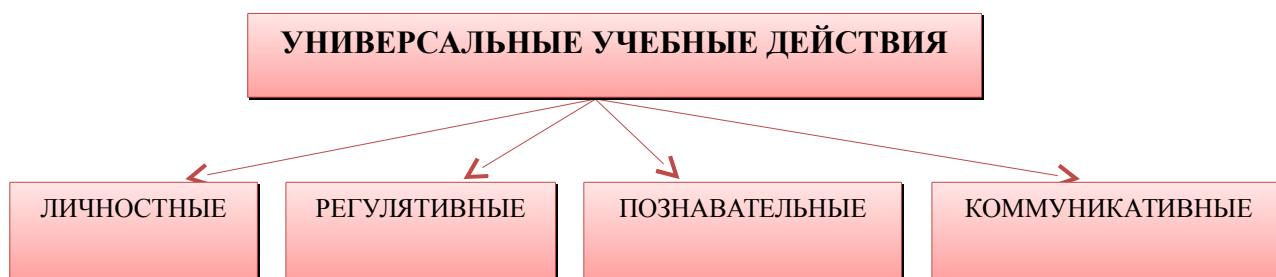 УНИВЕРСАЛЬНЫЕ УЧЕБНЫЕ ДЕЙСТВИЯ
ЛИЧНОСТНЫЕ
РЕГУЛЯТИВНЫЕ
ПОЗНАВАТЕЛЬНЫЕ
КОММУНИКАТИВНЫЕ